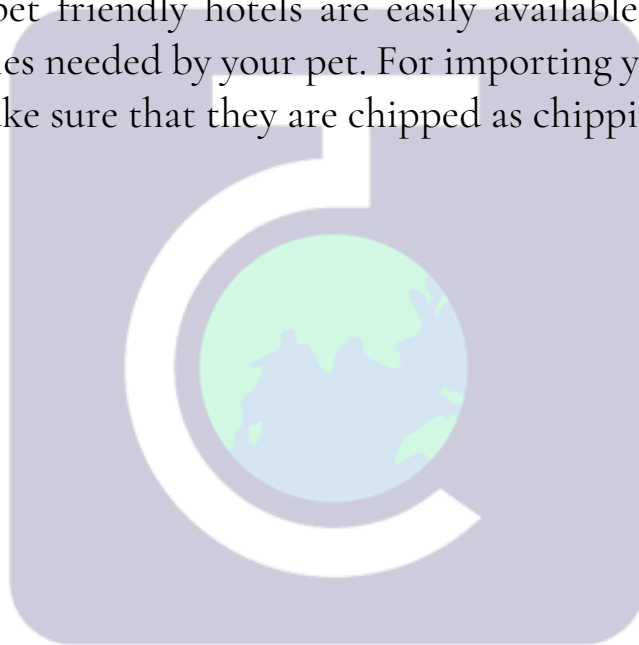 pet friendly hotels are easily available
es needed by your pet. For importing y
ke sure that they are chipped as chippi